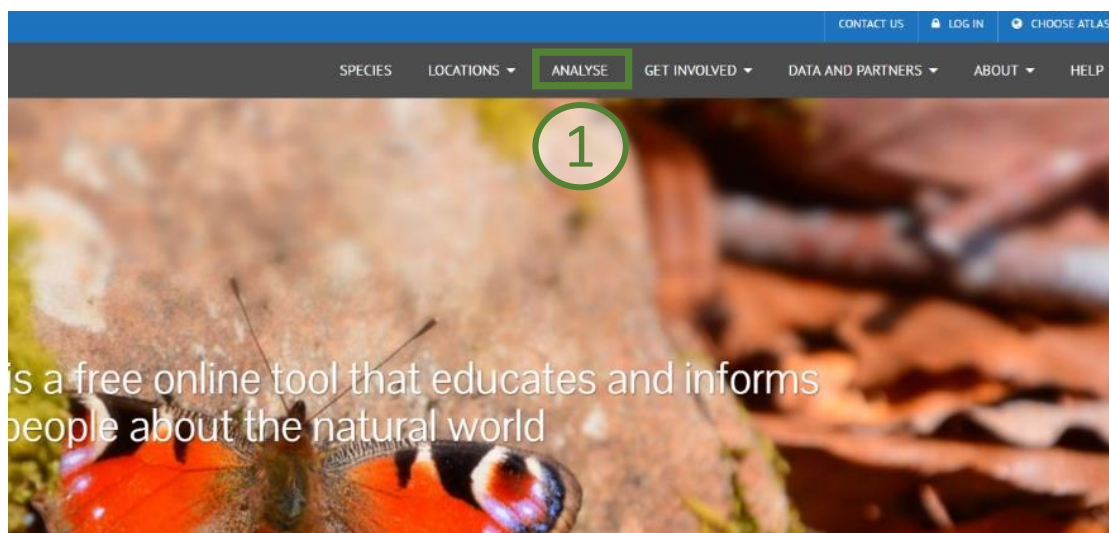 CONTACT US LOG IN CHOOSE ATLAS
SPECIES LOCATIONS ANALYSE GET INVOLVED DATA AND PARTNERS ABOUT HELP
1
is a free online tool that educates and informs
people about the natural world